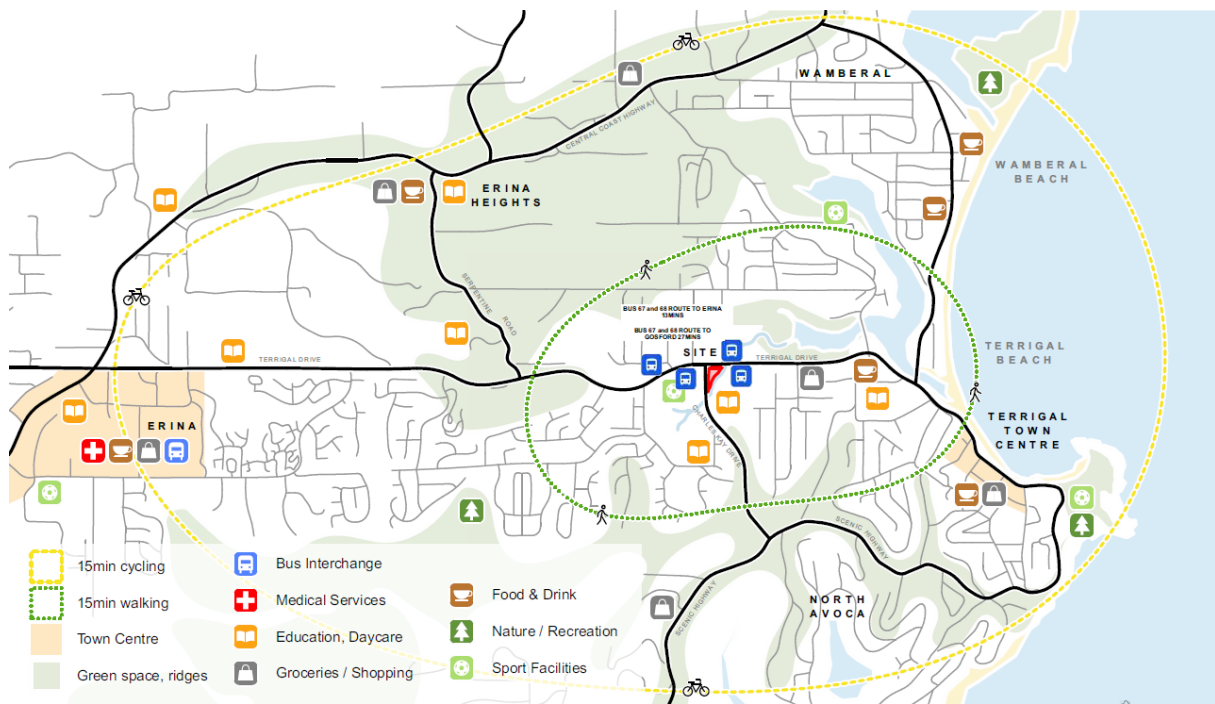 WAMBERAL
CENTRAL COAST HIGHWAY
WAMBERAL
BEACH
ERINA
HEIGHTS
SERPENTINE
ROAD
BUS 67 and 68 ROUTE TO ERINA
13MINS
BUS 67 and 68 ROUTE TO
GOSFORD 27MINS
SITE
TERRIGAL DRIVE
TERRIGAL DRIVE
TERRIGAL
BEACH
CHARLES KAY DRIVE
TERRIGAL
TOWN
CENTRE
ERINA
SCENIC HIGHWAY
SCENIC HIGHWAY
NORTH
AVOCA
15min cycling
15min walking
Town Centre
Green space, ridges
Bus Interchange
Medical Services
Education, Daycare
Groceries / Shopping
Food & Drink
Nature / Recreation
Sport Facilities